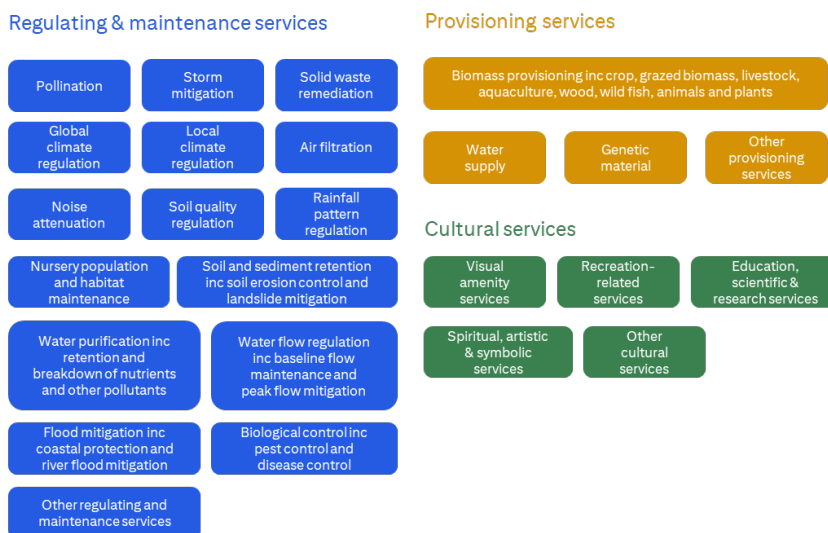 Regulating & maintenance services
Pollination
Storm
mitigation
Solid waste
remediation
Global
climate
regulation
Local
climate
regulation
Air filtration
Noise
attenuation
Soil quality
regulation
Rainfall
pattern
regulation
Nursery population
and habitat
maintenance
Soil and sediment retention
inc soil erosion control and
landslide mitigation
Water purification inc
retention and
breakdown of nutrients
and other pollutants
Water flow regulation
inc baseline flow
maintenance and
peak flow mitigation
Flood mitigation inc
coastal protection and
river flood mitigation
Biological control inc
pest control and
disease control
Other regulating and
maintenance services
Provisioning services
Biomass provisioning inc crop, grazed biomass, livestock,
aquaculture, wood, wild fish, animals and plants
Water
supply
Genetic
material
Other
provisioning
services
Cultural services
Visual
amenity
services
Recreation-
related
services
Education,
scientific &
research services
Spiritual, artistic
& symbolic
services
Other
cultural
services